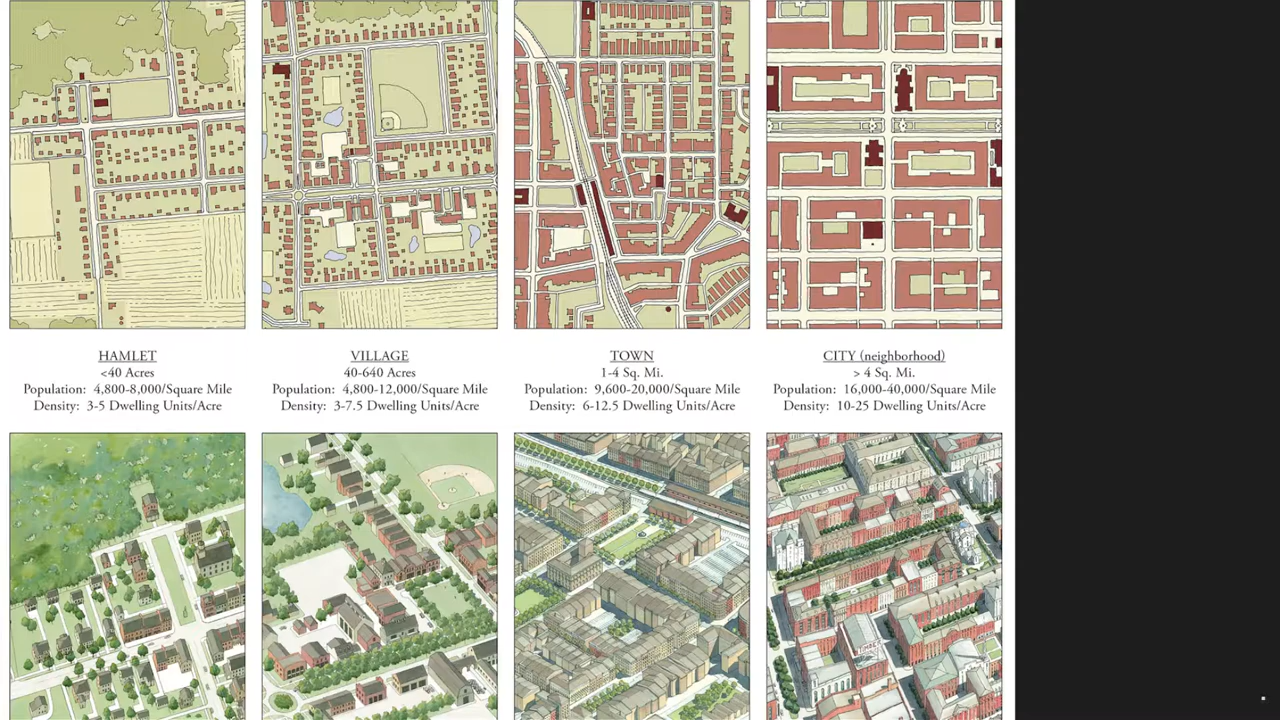 HAMLET
<40 Acres
Population: 4,800-8,000/Square Mile
Density: 3-5 Dwelling Units/Acre
VILLAGE
40-640 Acres
Population: 4,800-12,000/Square Mile
Density: 3-7.5 Dwelling Units/Acre
TOWN
1-4 Sq. Mi.
Population: 9,600-20,000/Square Mile
Density: 6-12.5 Dwelling Units/Acre
CITY (neighborhood)
> 4 Sq. Mi.
Population: 16,000-40,000/Square Mile
Density: 10-25 Dwelling Units/Acre